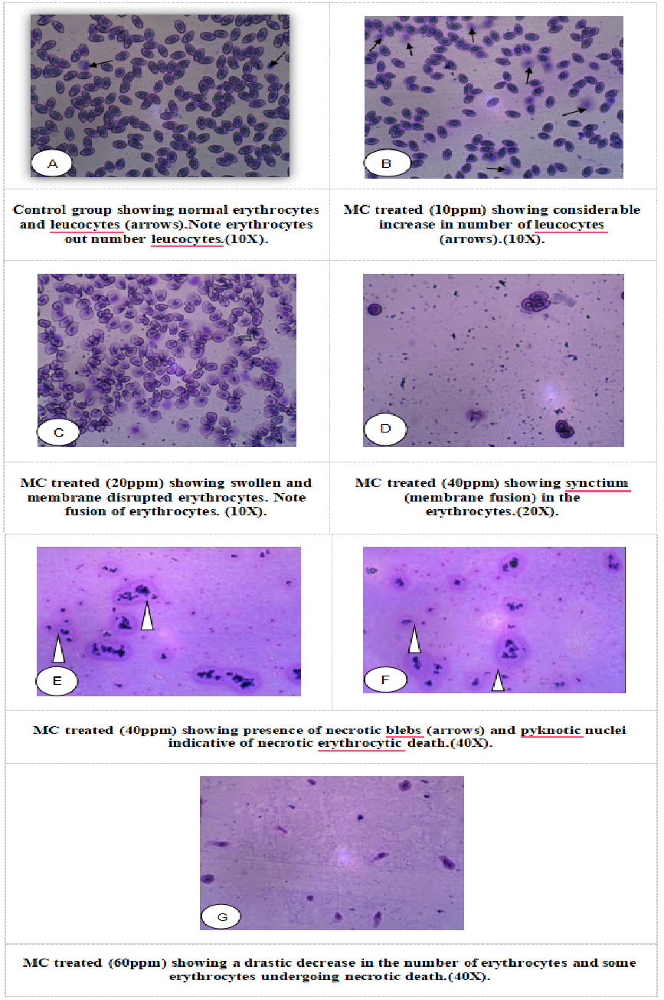 A
B
Control group showing normal erythrocytes
and leucocytes (arrows).Note erythrocytes
out number leucocytes.(10X).
MC treated (10ppm) showing considerable
increase in number of leucocytes
(arrows).(10X).
C
D
MC treated (20ppm) showing swollen and
membrane disrupted erythrocytes. Note
fusion of erythrocytes. (10X).
MC treated (40ppm) showing synctium
(membrane fusion) in the
erythrocytes.(20X).
E
F
MC treated (40ppm) showing presence of necrotic blebs (arrows) and pyknotic nuclei
indicative of necrotic erythrocytic death.(40X).
G
MC treated (60ppm) showing a drastic decrease in the number of erythrocytes and some
erythrocytes undergoing necrotic death.(40X).